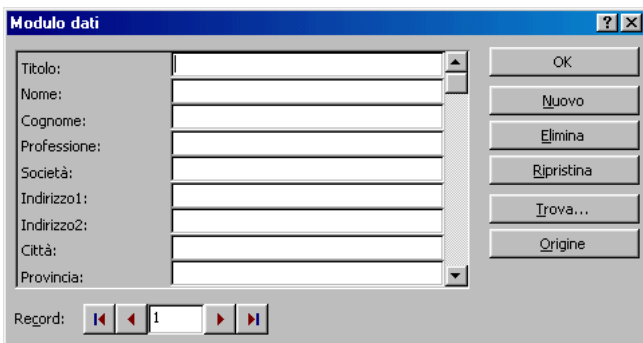 Modulo dati
Titolo:
Nome:
Cognome:
Professione:
Società:
Indirizzo1:
Indirizzo2:
Città:
Provincia:
OK
Nuovo
Elimina
Ripristina
Trova...
Origine
Record: 1